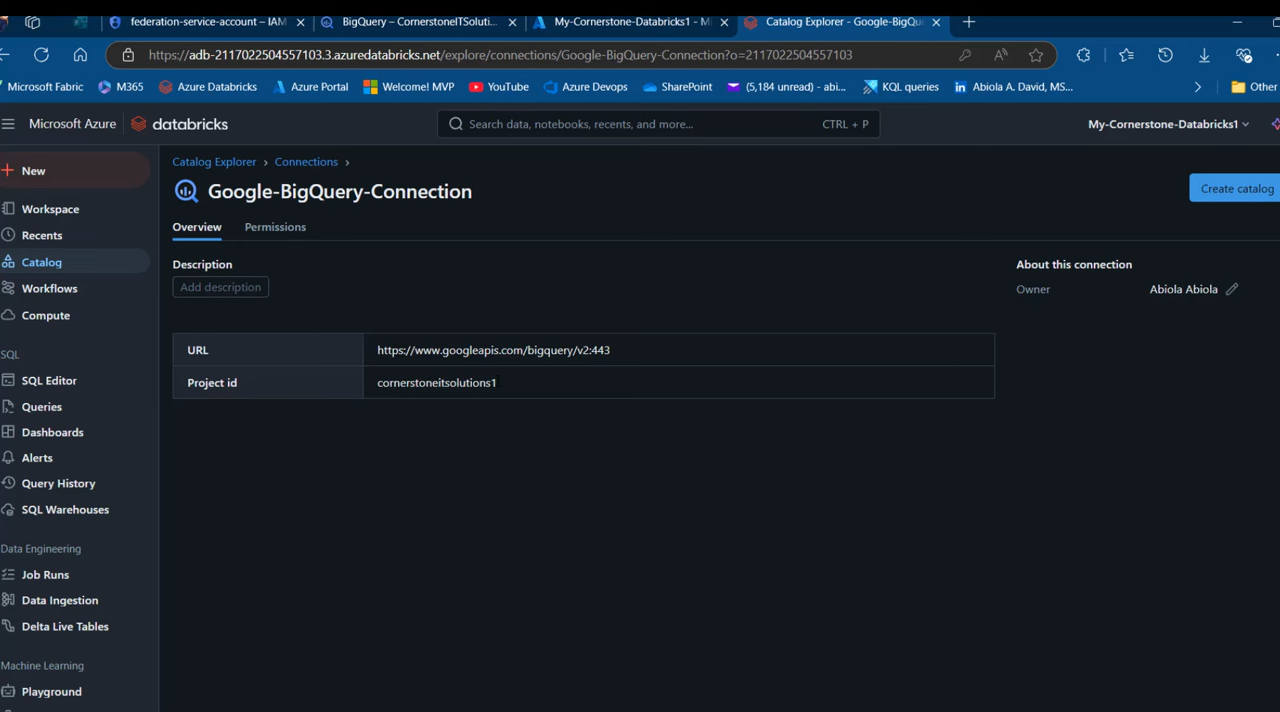 federation-service-account – IAM
BigQuery – CornerstoneITSoluti...
My-Cornerstone-Databricks1 - Mi
Catalog Explorer - Google-BigQu
https://adb-2117022504557103.3.azuredatabricks.net/explore/connections/Google-BigQuery-Connection?o=2117022504557103
Microsoft Fabric
M365
Azure Databricks
Azure Portal
Welcome! MVP
YouTube
Azure Devops
SharePoint
(5,184 unread) - abi...
KQL queries
Abiola A. David, MS...
Other
Microsoft Azure
databricks
Search data, notebooks, recents, and more...
CTRL + P
My-Cornerstone-Databricks1
New
Workspace
Recents
Catalog
Workflows
Compute
SQL
SQL Editor
Queries
Dashboards
Alerts
Query History
SQL Warehouses
Data Engineering
Job Runs
Data Ingestion
Delta Live Tables
Machine Learning
Playground
Catalog Explorer > Connections >
Google-BigQuery-Connection
Create catalog
Overview
Permissions
Description
Add description
URL
https://www.googleapis.com/bigquery/v2:443
Project id
cornerstoneitsolutions1
About this connection
Owner
Abiola Abiola